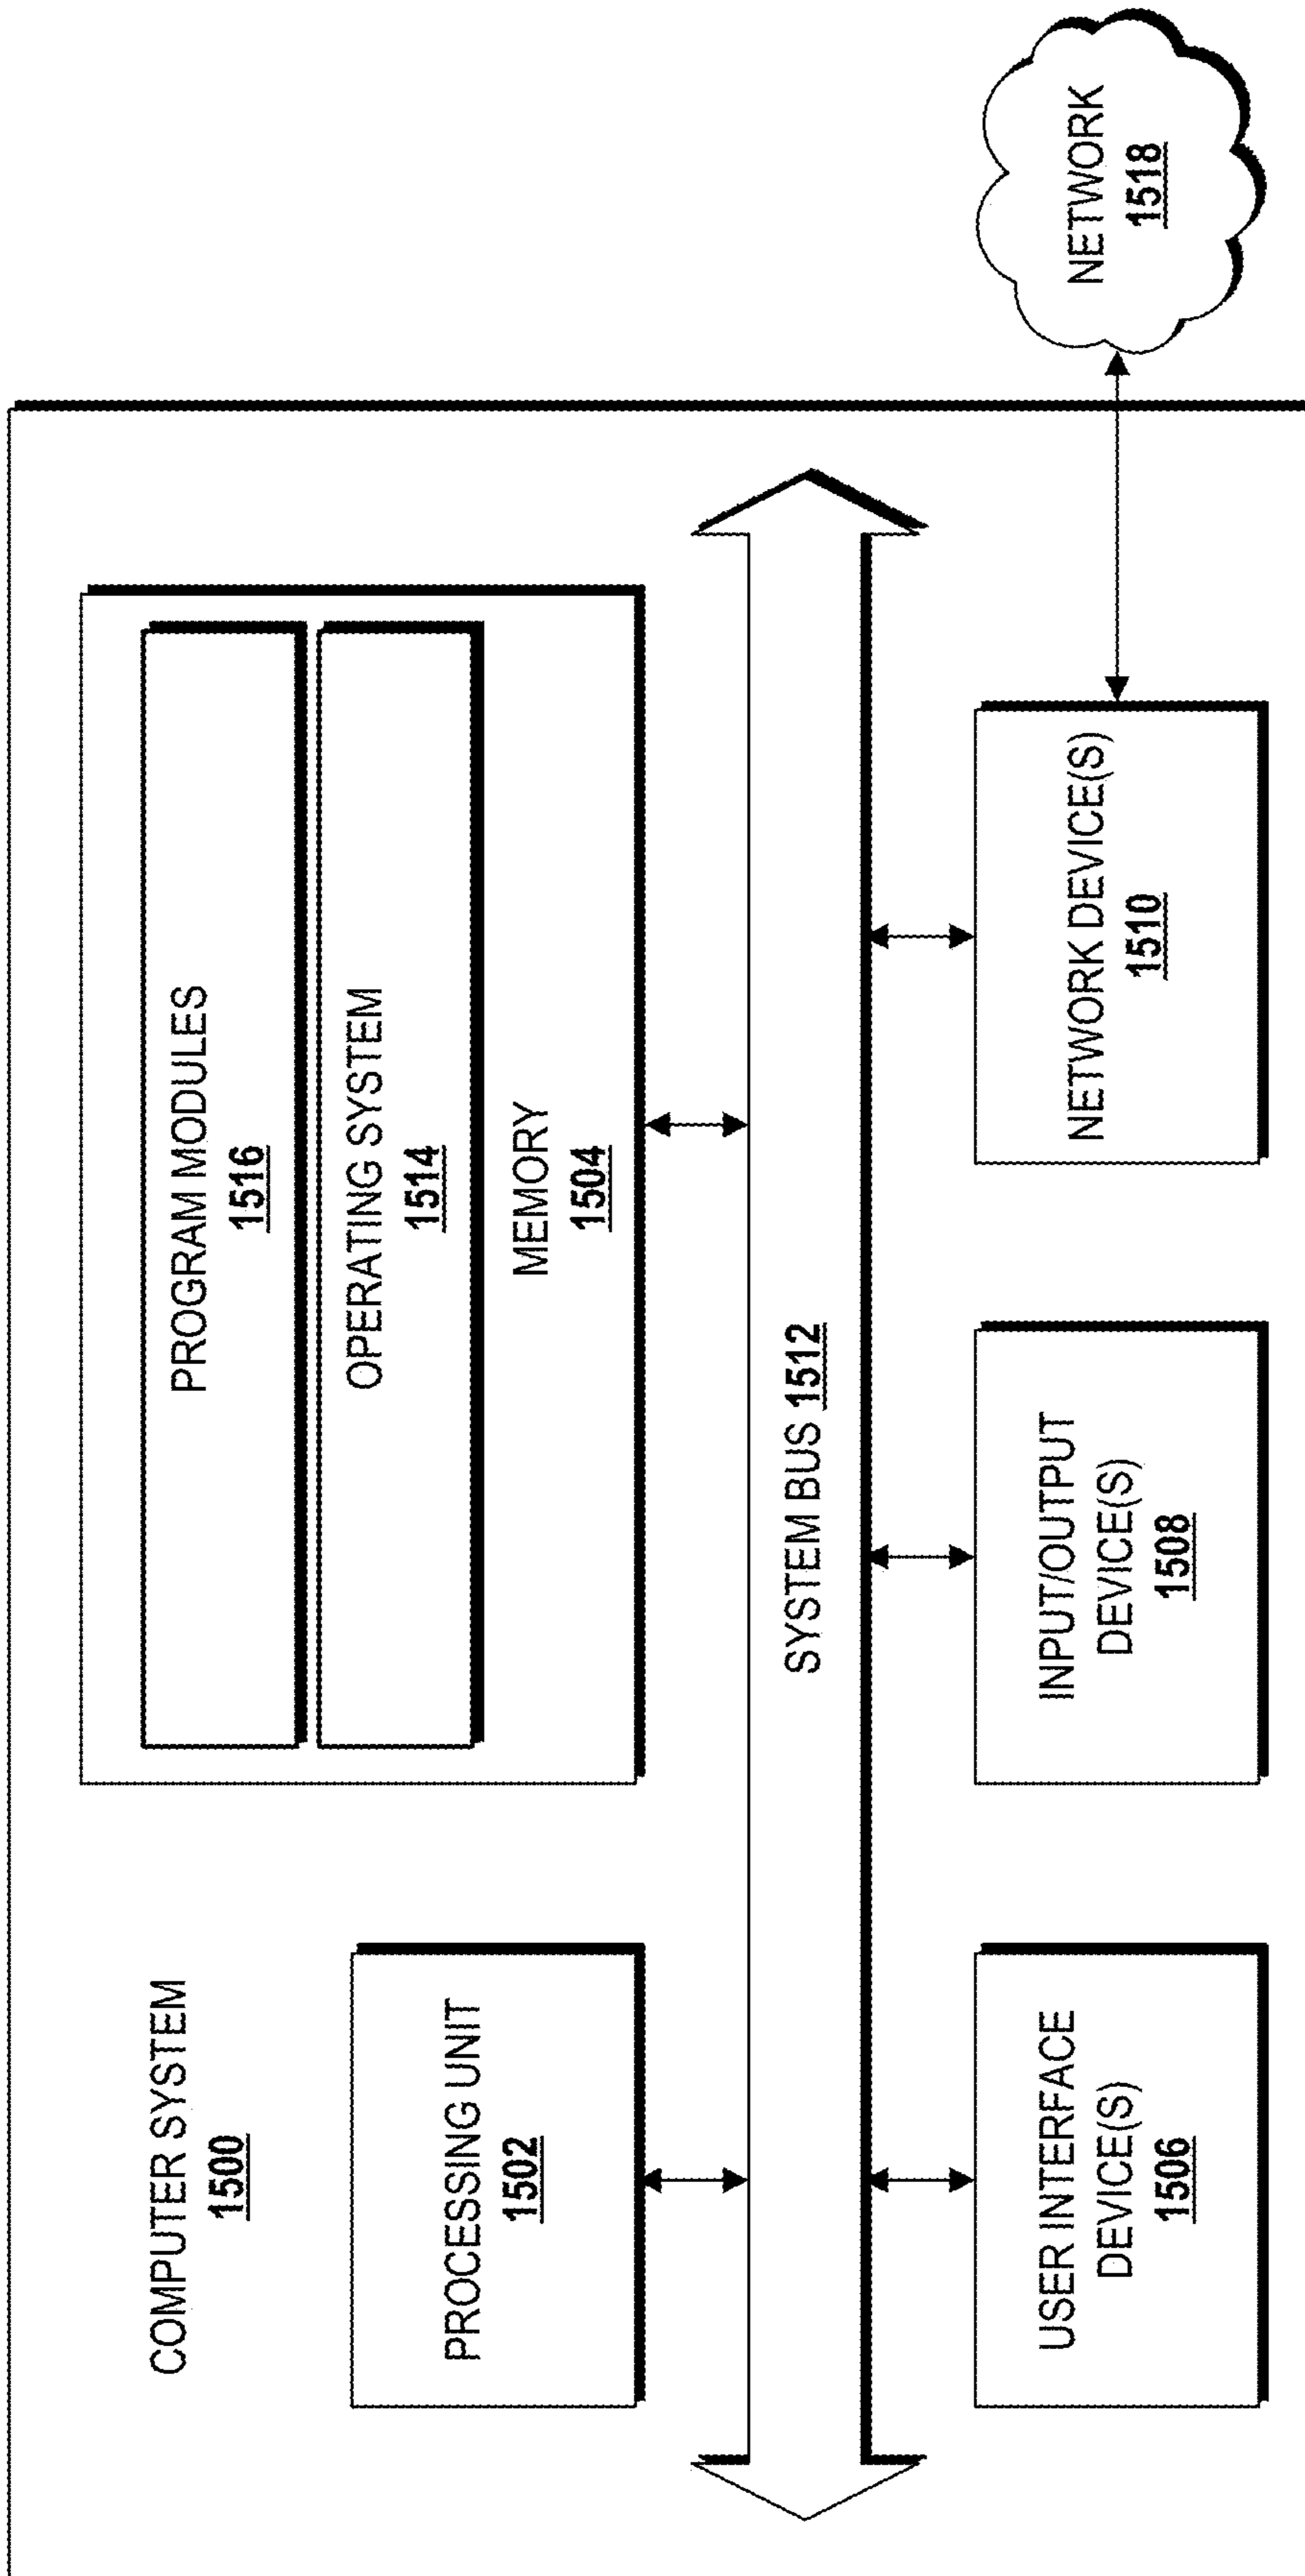 COMPUTER SYSTEM
1500
PROGRAM MODULES
1516
OPERATING SYSTEM
1514
MEMORY
1504
PROCESSING UNIT
1502
SYSTEM BUS 1512
USER INTERFACE
DEVICE(S)
1506
INPUT/OUTPUT
DEVICE(S)
1508
NETWORK DEVICE(S)
1510
NETWORK
1518